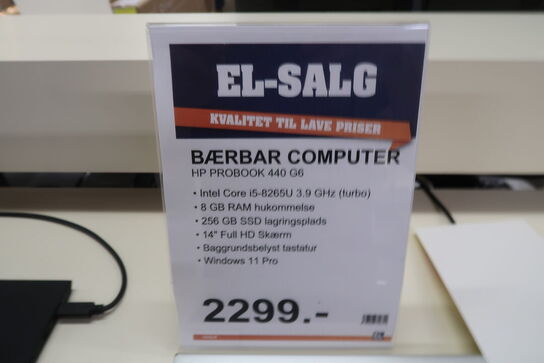 EL-SALG
KVALITET TIL LAVE PRISER
BÆRBAR COMPUTER
HP PROBOOK 440 G6
• Intel Core i5-8265U 3.9 GHz (turbo)
• 8 GB RAM hukommelse
• 256 GB SSD lagringsplads
• 14" Full HD Skærm
• Baggrundsbelyst tastatur
• Windows 11 Pro
2299.-